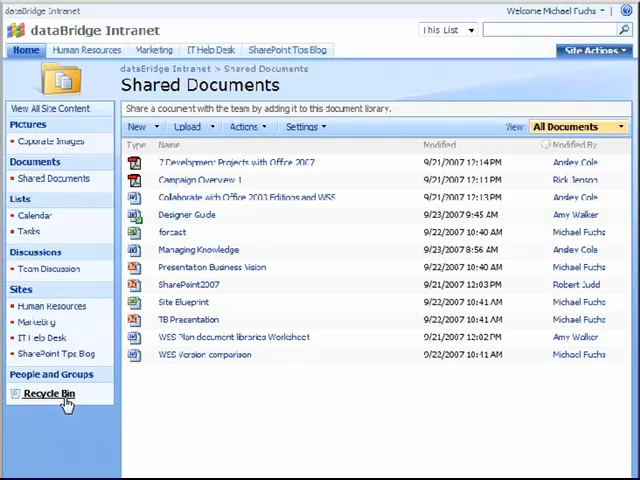 dataBridge Intranet
Welcome Michael Fuchs
dataBridge Intranet
This List
Home Human Resources Marketing IT Help Desk SharePoint Tips Blog Site Actions
dataBridge Intranet > Shared Documents
Shared Documents
View All Site Content
Pictures
Coporate Images
Documents
Shared Documents
Lists
Calendar
Tasks
Discussions
Team Discussion
Sites
Human Resources
Marketing
IT Help Desk
SharePoint Tips Blog
People and Groups
Recycle Bin
Share a document with the team by adding it to this document library.
New Upload Actions Settings View: All Documents
Type Name Modified Modified By
7 Development Projects with Office 2007 9/21/2007 12:14 PM Ansley Cole
Campaign Overview 1 9/21/2007 12:11 PM Rick Jenson
Collaborate with Office 2003 Editions and WSS 9/21/2007 12:03 PM Ansley Cole
Designer Guide 9/23/2007 9:45 AM Amy Walker
forcast 9/22/2007 10:40 AM Michael Fuchs
Managing Knowledge 9/23/2007 8:56 AM Ansley Cole
Presentation Business Vision 9/22/2007 10:40 AM Michael Fuchs
SharePoint2007 9/21/2007 12:03 PM Robert Judd
Site Blueprint 9/22/2007 10:41 AM Michael Fuchs
TB Presentation 9/22/2007 10:41 AM Michael Fuchs
WSS Plan document libraries Worksheet 9/21/2007 12:02 PM Amy Walker
WSS Version comparison 9/22/2007 10:41 AM Michael Fuchs